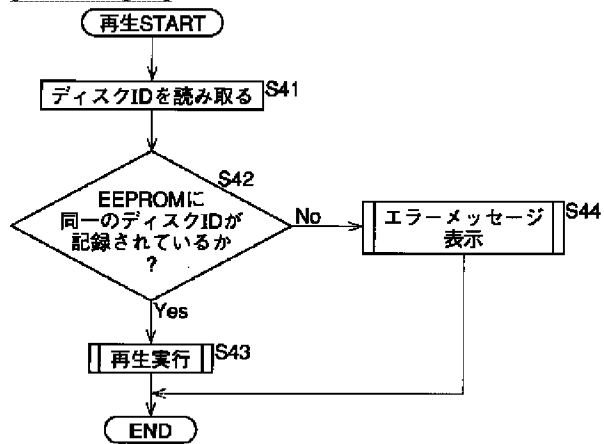 再生START
ディスクIDを読み取る
S41
S42
EEPROMに
同一のディスクIDが
記録されているか
?
No
エラーメッセージ
表示
S44
Yes
再生実行
S43
END